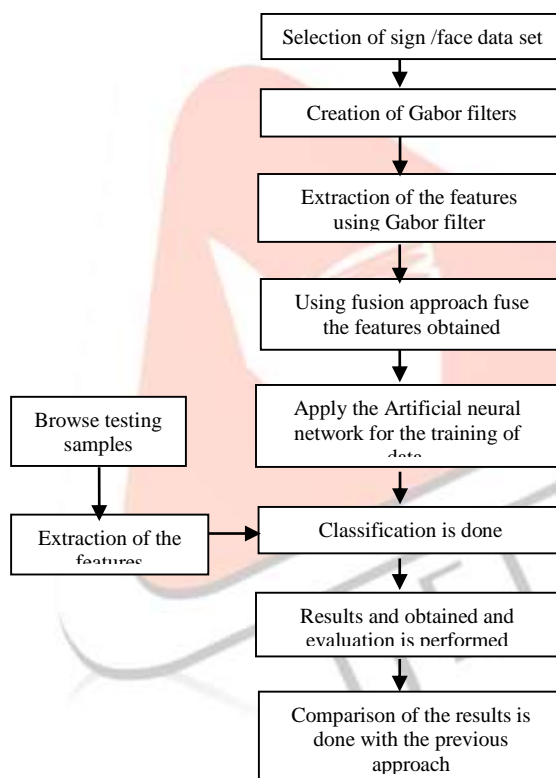 Selection of sign /face data set
Creation of Gabor filters
Extraction of the features
using Gabor filter
Using fusion approach fuse
the features obtained
Apply the Artificial neural
network for the training of
data
Browse testing
samples
Extraction of the
features
Classification is done
Results and obtained and
evaluation is performed
Comparison of the results is
done with the previous
approach